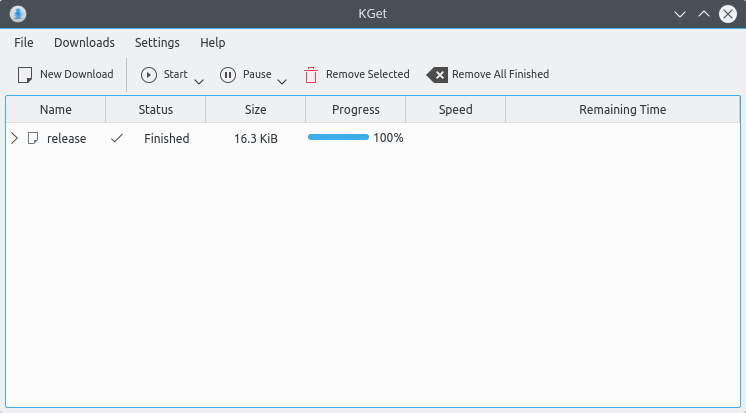 KGet
File Downloads Settings Help
New Download Start Pause Remove Selected Remove All Finished
Name Status Size Progress Speed Remaining Time
release Finished 16.3 KiB 100%